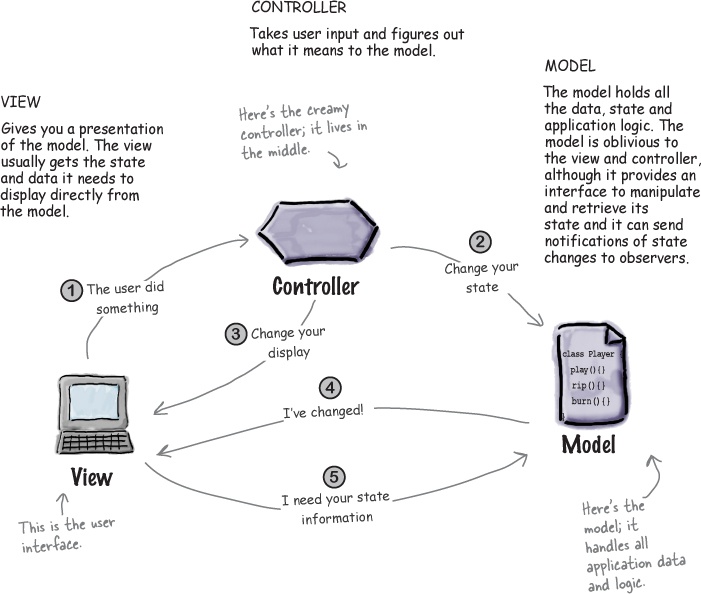 CONTROLLER
Takes user input and figures out
what it means to the model.
MODEL
The model holds all
the data, state and
application logic. The
model is oblivious to
the view and controller,
although it provides an
interface to manipulate
and retrieve its
state and it can send
notifications of state
changes to observers.
VIEW
Gives you a presentation
of the model. The view
usually gets the state
and data it needs to
display directly from
the model.
Here's the creamy
controller; it lives in
the middle.
Controller
1 The user did
something
2
Change your
state
3 Change your
display
4
I've changed!
5
I need your state
information
class Player
play(){}
rip(){}
burn(){}
Model
View
This is the user
interface.
Here's the
model; it
handles all
application data
and logic.